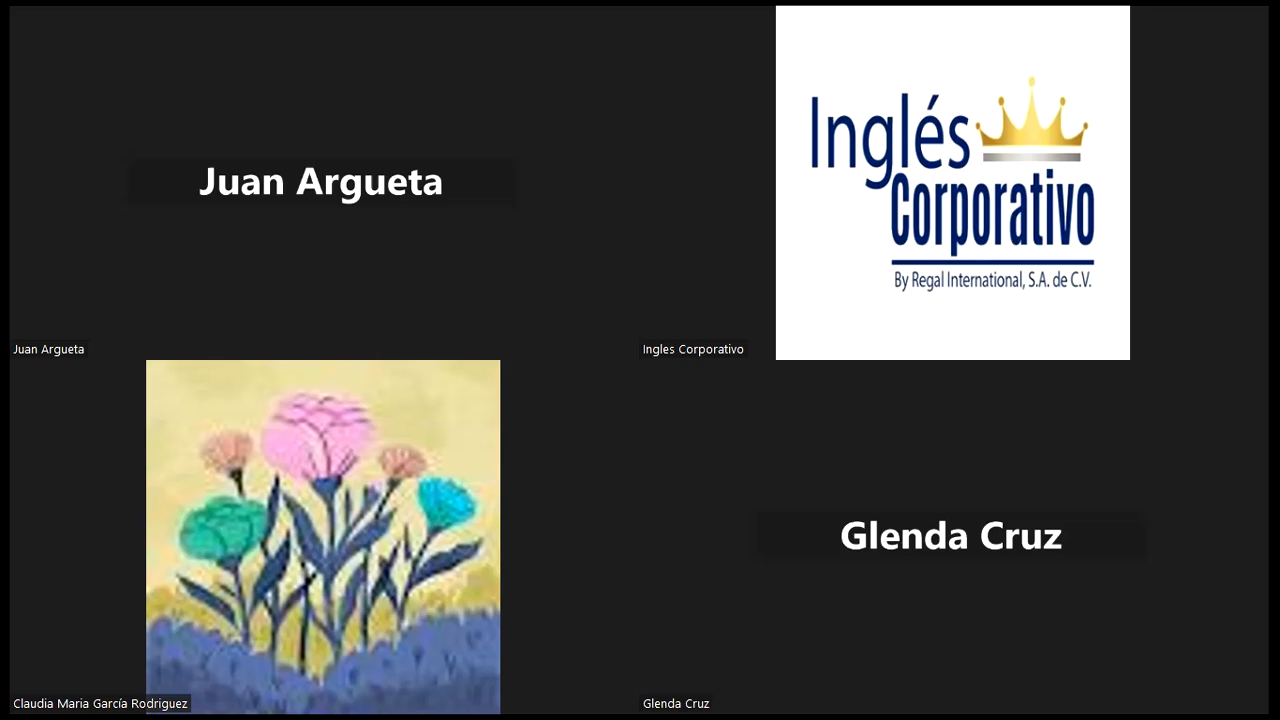 Juan Argueta
Inglés
Corporativo
By Regal International, S.A. de C.V.
Juan Argueta
Ingles Corporativo
Glenda Cruz
Claudia Maria García Rodriguez
Glenda Cruz